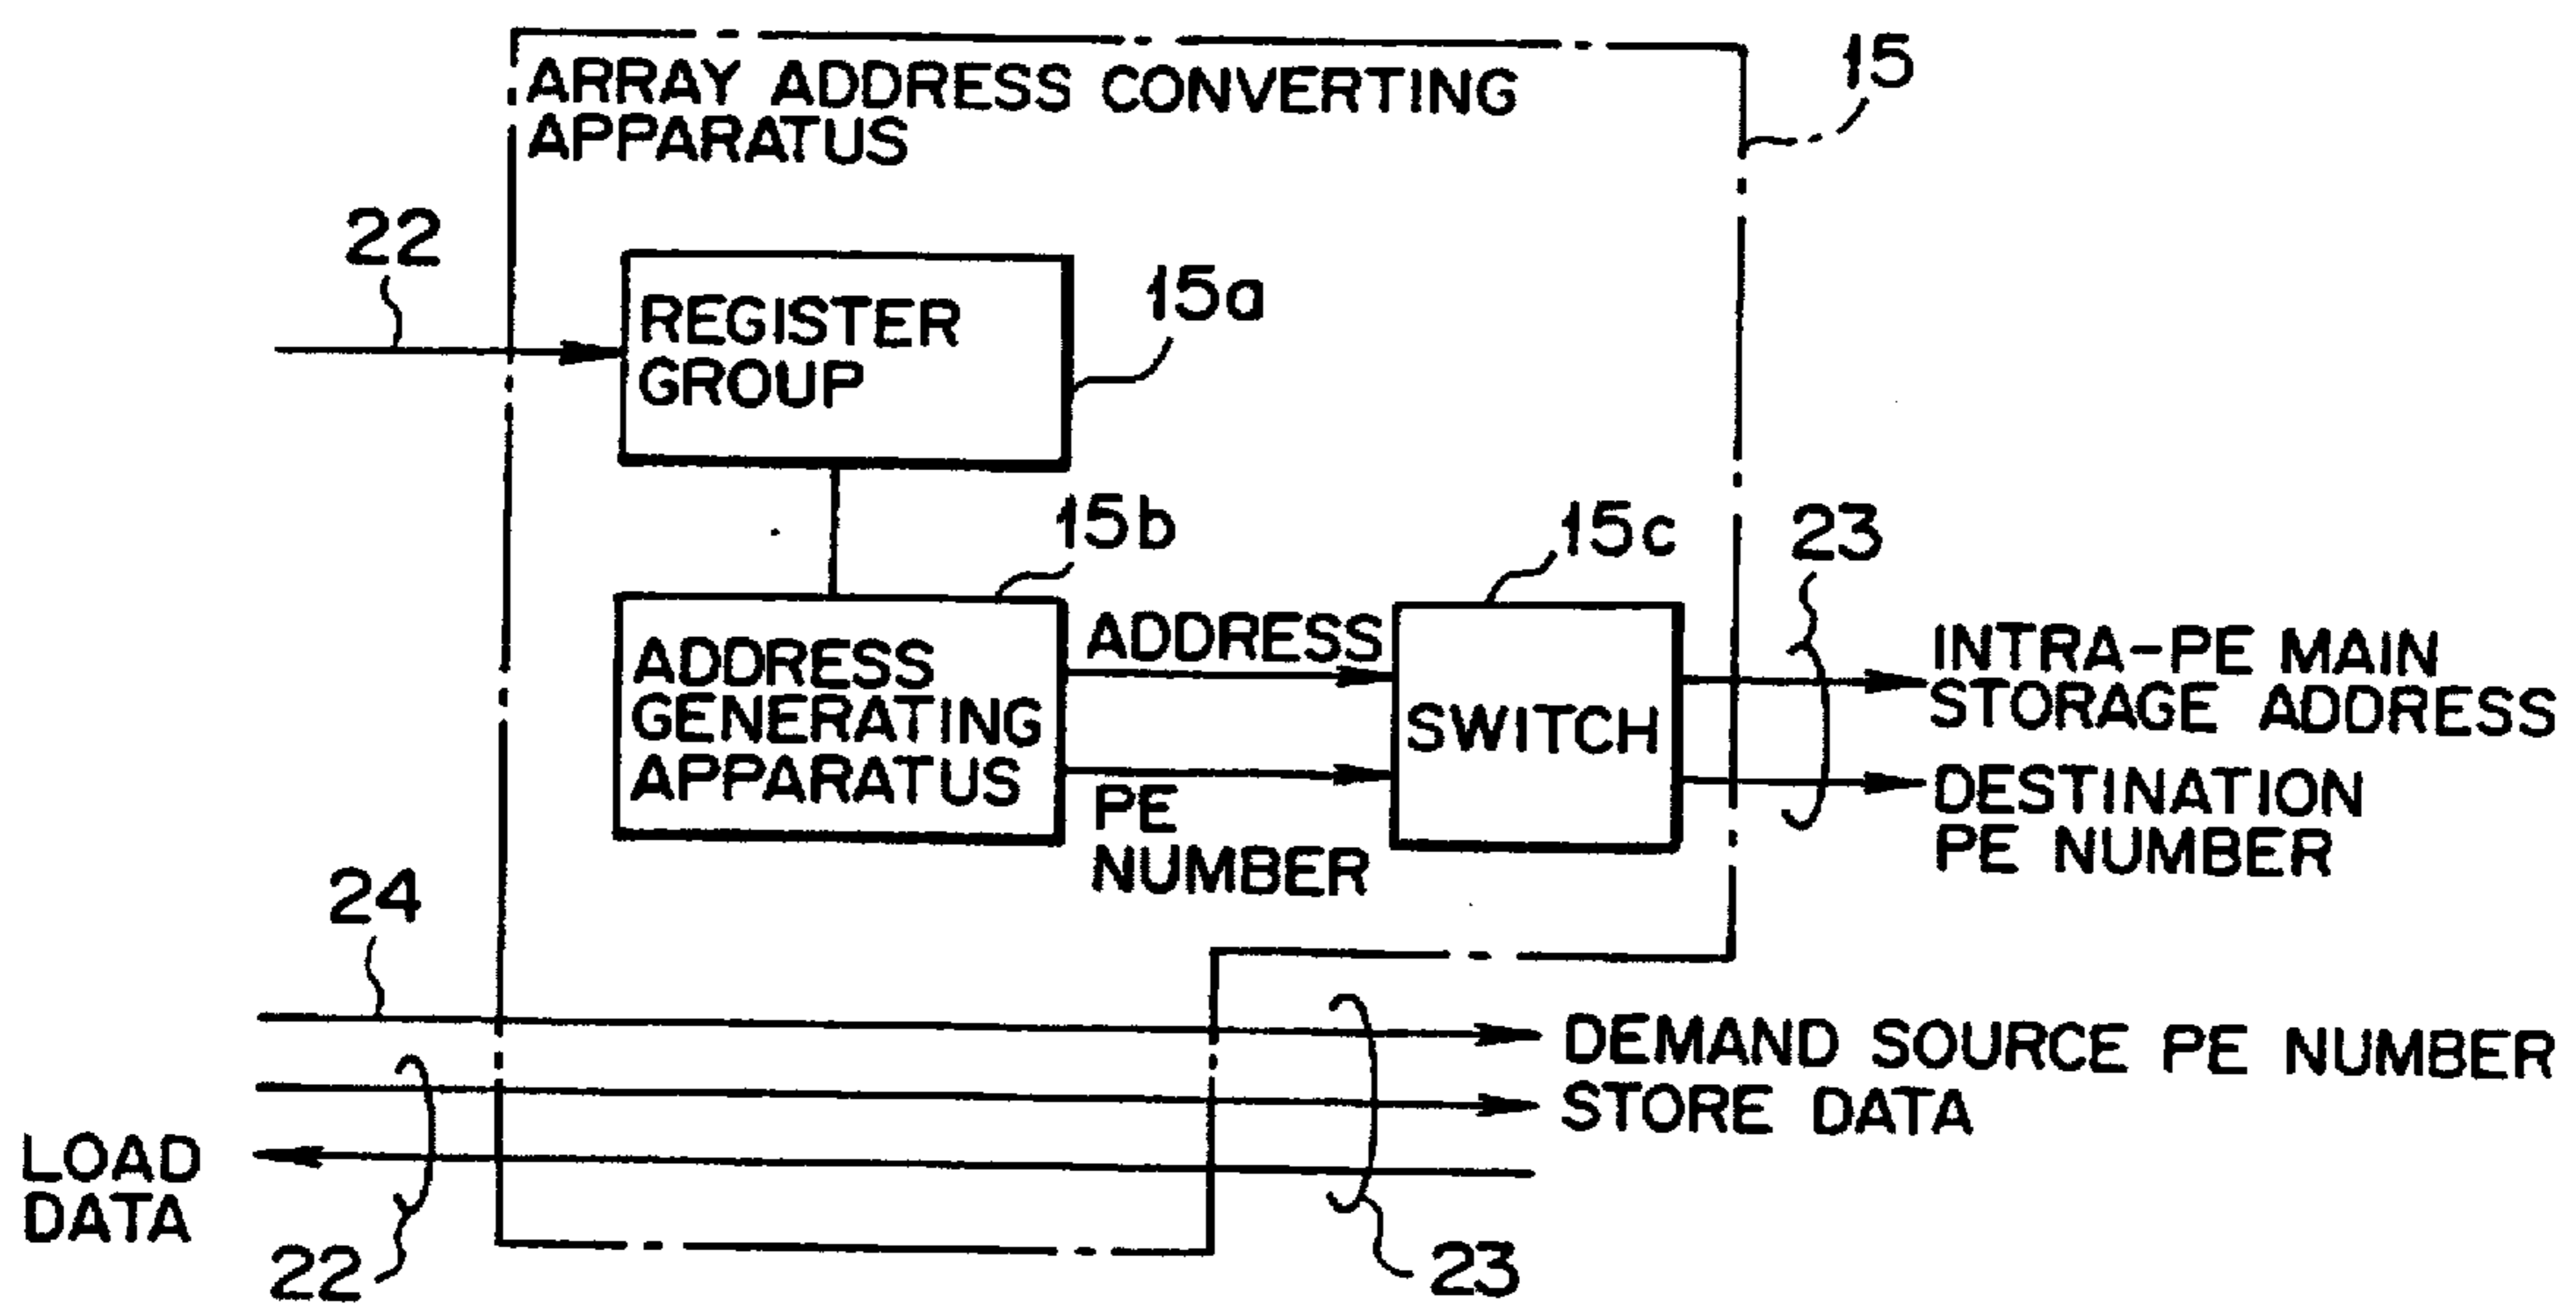 ARRAY ADDRESS CONVERTING
APPARATUS
15
22
REGISTER
GROUP
15a
15b
15c
23
ADDRESS
GENERATING
APPARATUS
ADDRESS
PE
NUMBER
SWITCH
INTRA-PE MAIN
STORAGE ADDRESS
DESTINATION
PE NUMBER
24
DEMAND SOURCE PE NUMBER
STORE DATA
LOAD
DATA
22
23